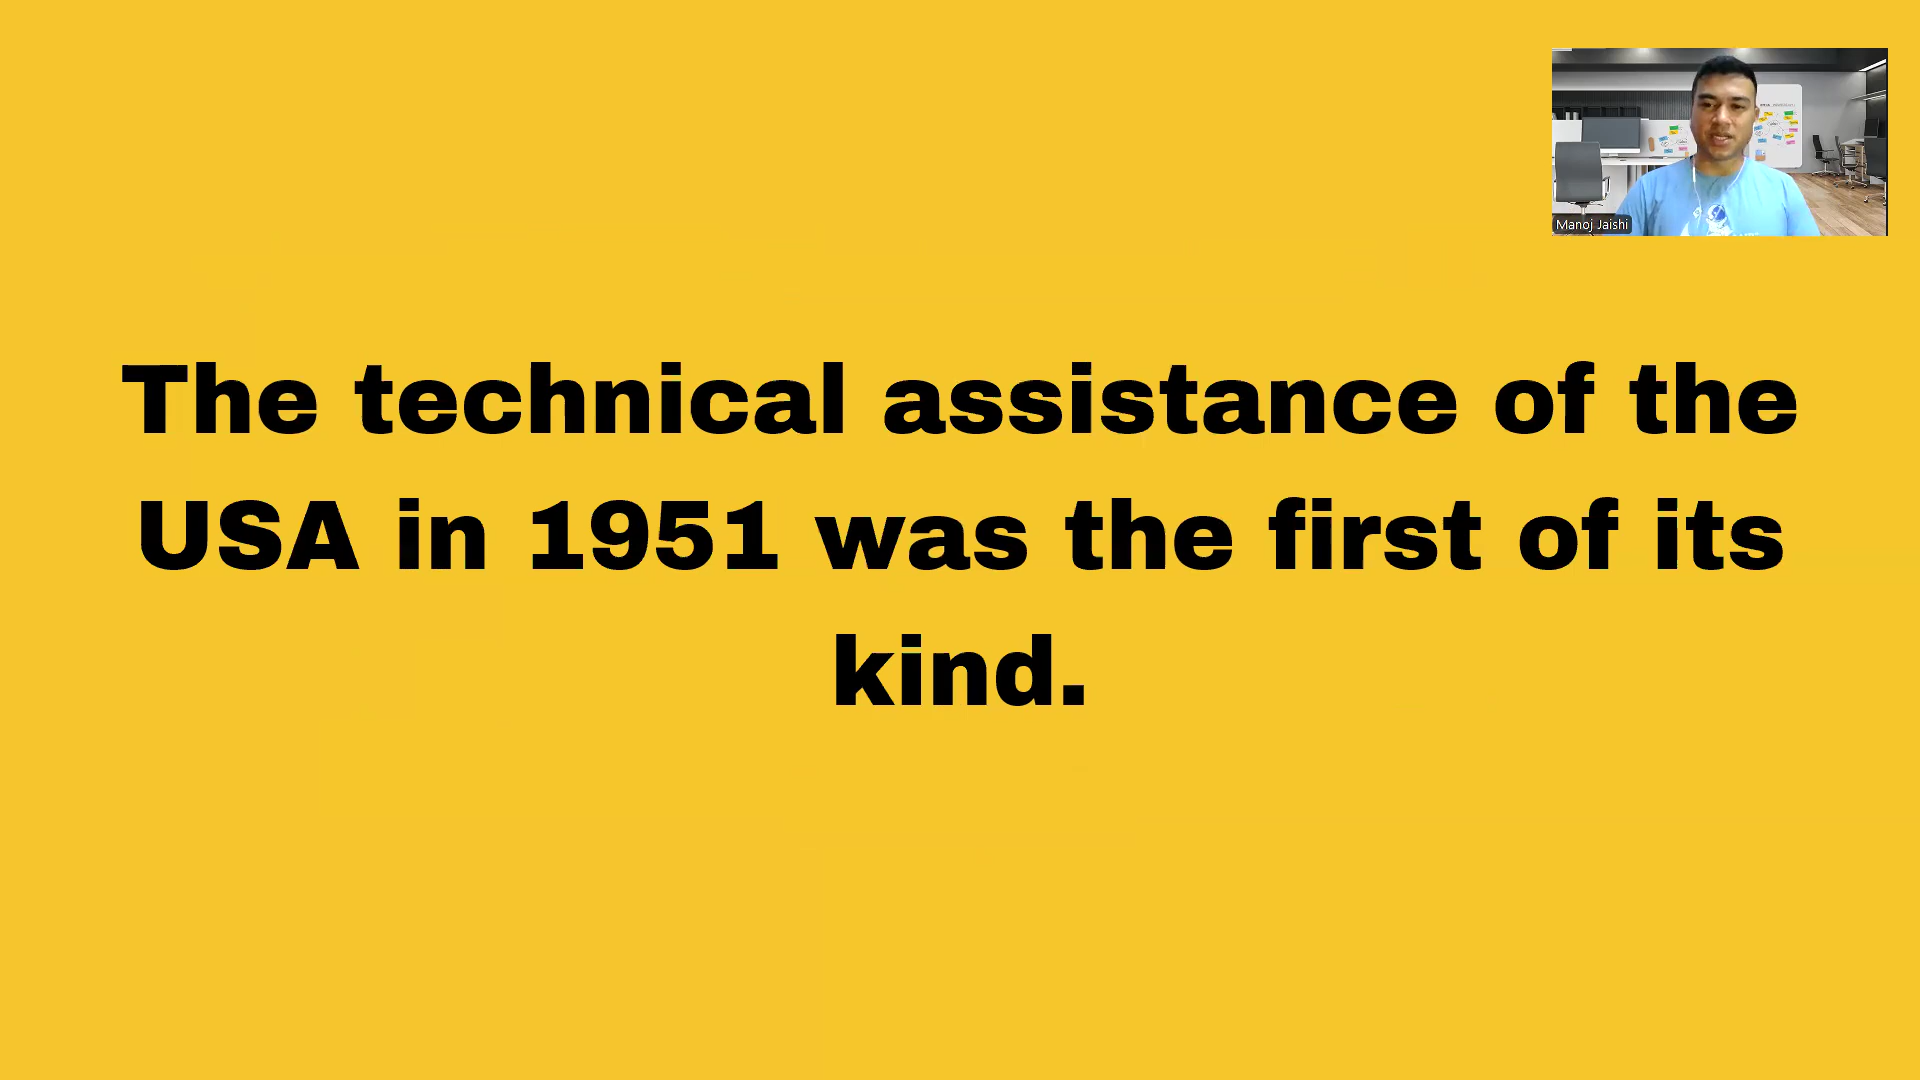 Manoj Jaishi
The technical assistance of the
USA in 1951 was the first of its
kind.